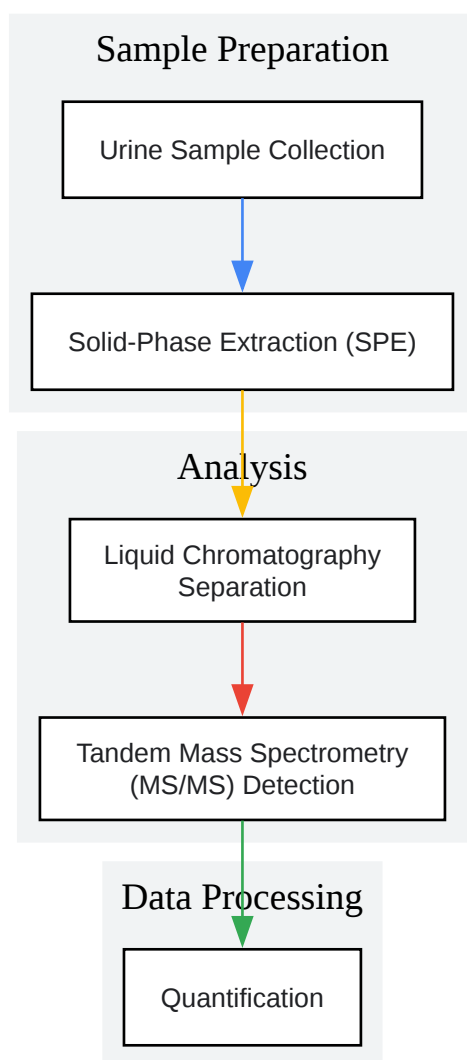 Sample Preparation
Urine Sample Collection
Solid-Phase Extraction (SPE)
Analysis
Liquid Chromatography
Separation
Tandem Mass Spectrometry
(MS/MS) Detection
Data Processing
Quantification